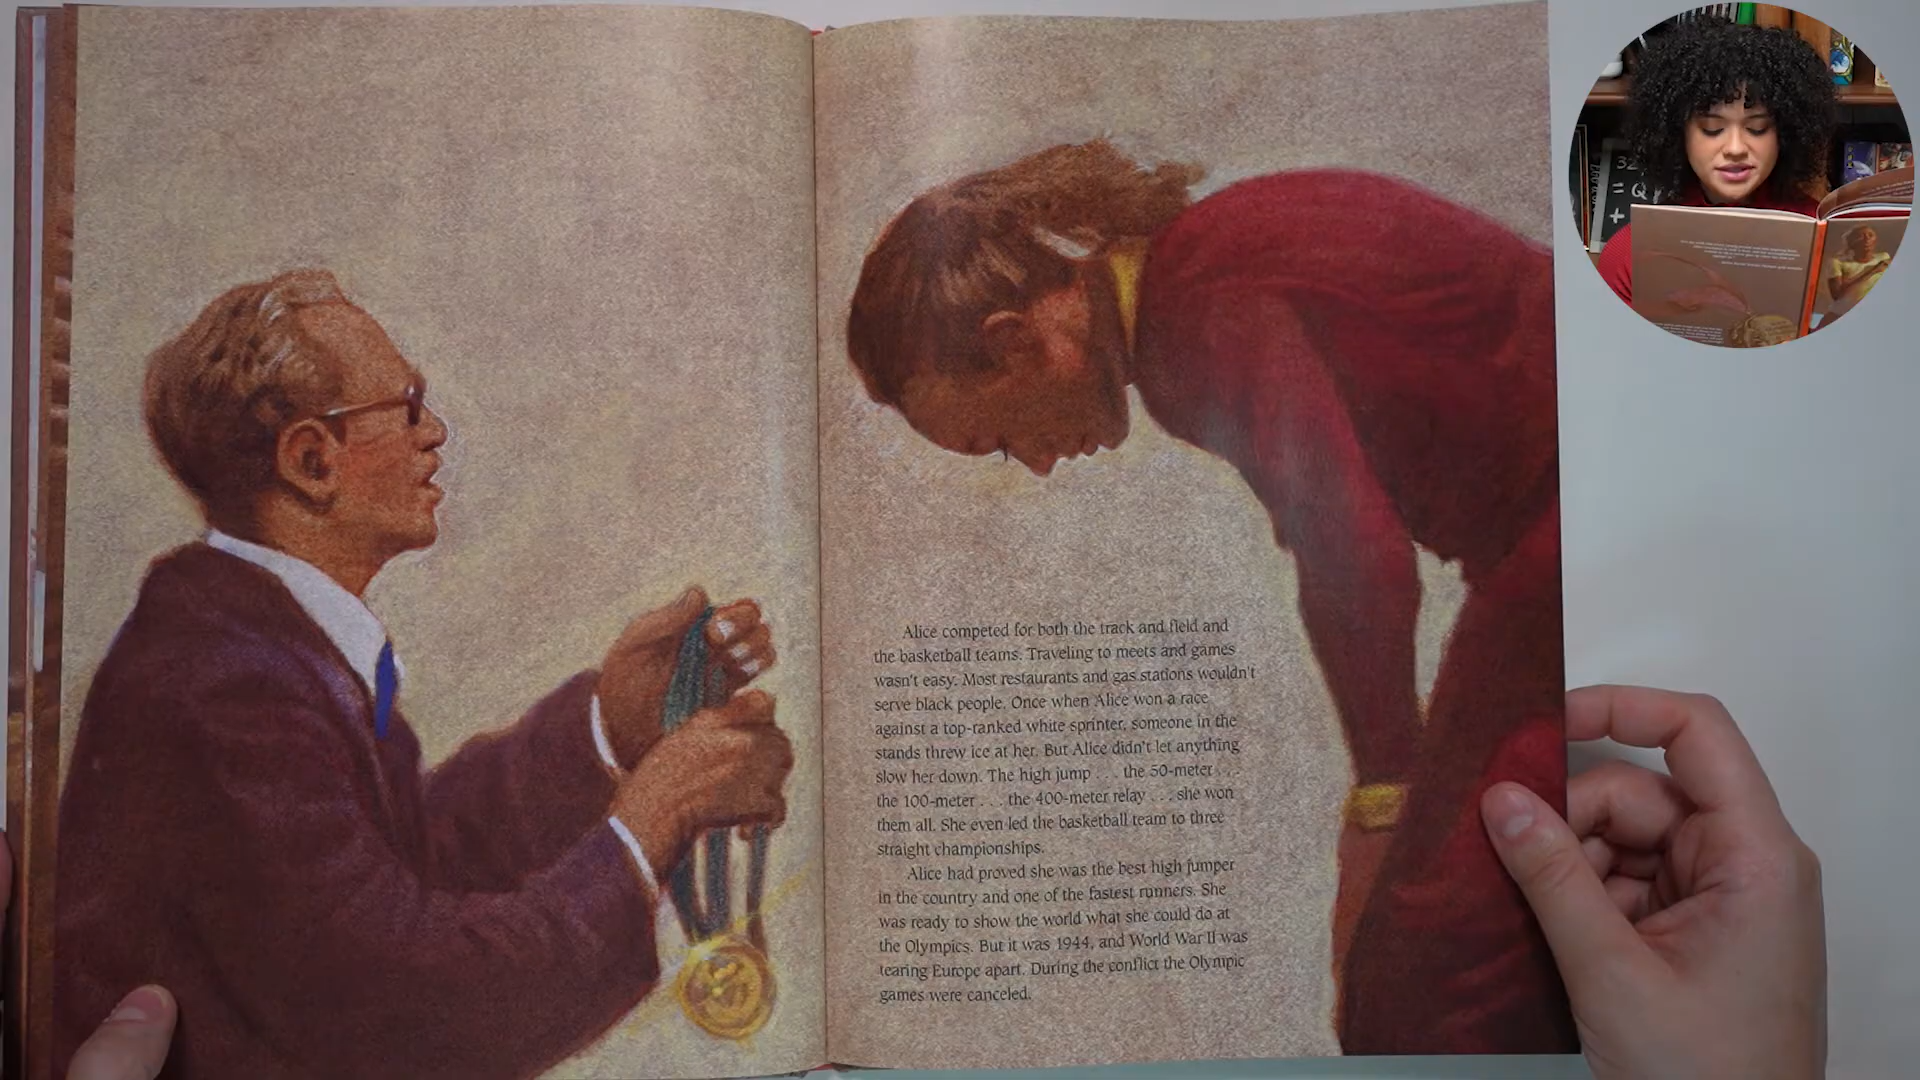 Alice competed for both the track and field and
the basketball teams. Traveling to meets and games
wasn't easy. Most restaurants and gas stations wouldn't
serve black people. Once when Alice won a race
against a top-ranked white sprinter, someone in the
stands threw ice at her. But Alice didn't let anything
slow her down. The high jump . . . the 50-meter . . .
the 100-meter . . . the 400-meter relay . . . she won
them all. She even led the basketball team to three
straight championships.
Alice had proved she was the best high jumper
in the country and one of the fastest runners. She
was ready to show the world what she could do at
the Olympics. But it was 1944, and World War II was
tearing Europe apart. During the conflict the Olympic
games were canceled.
32
= Q
+